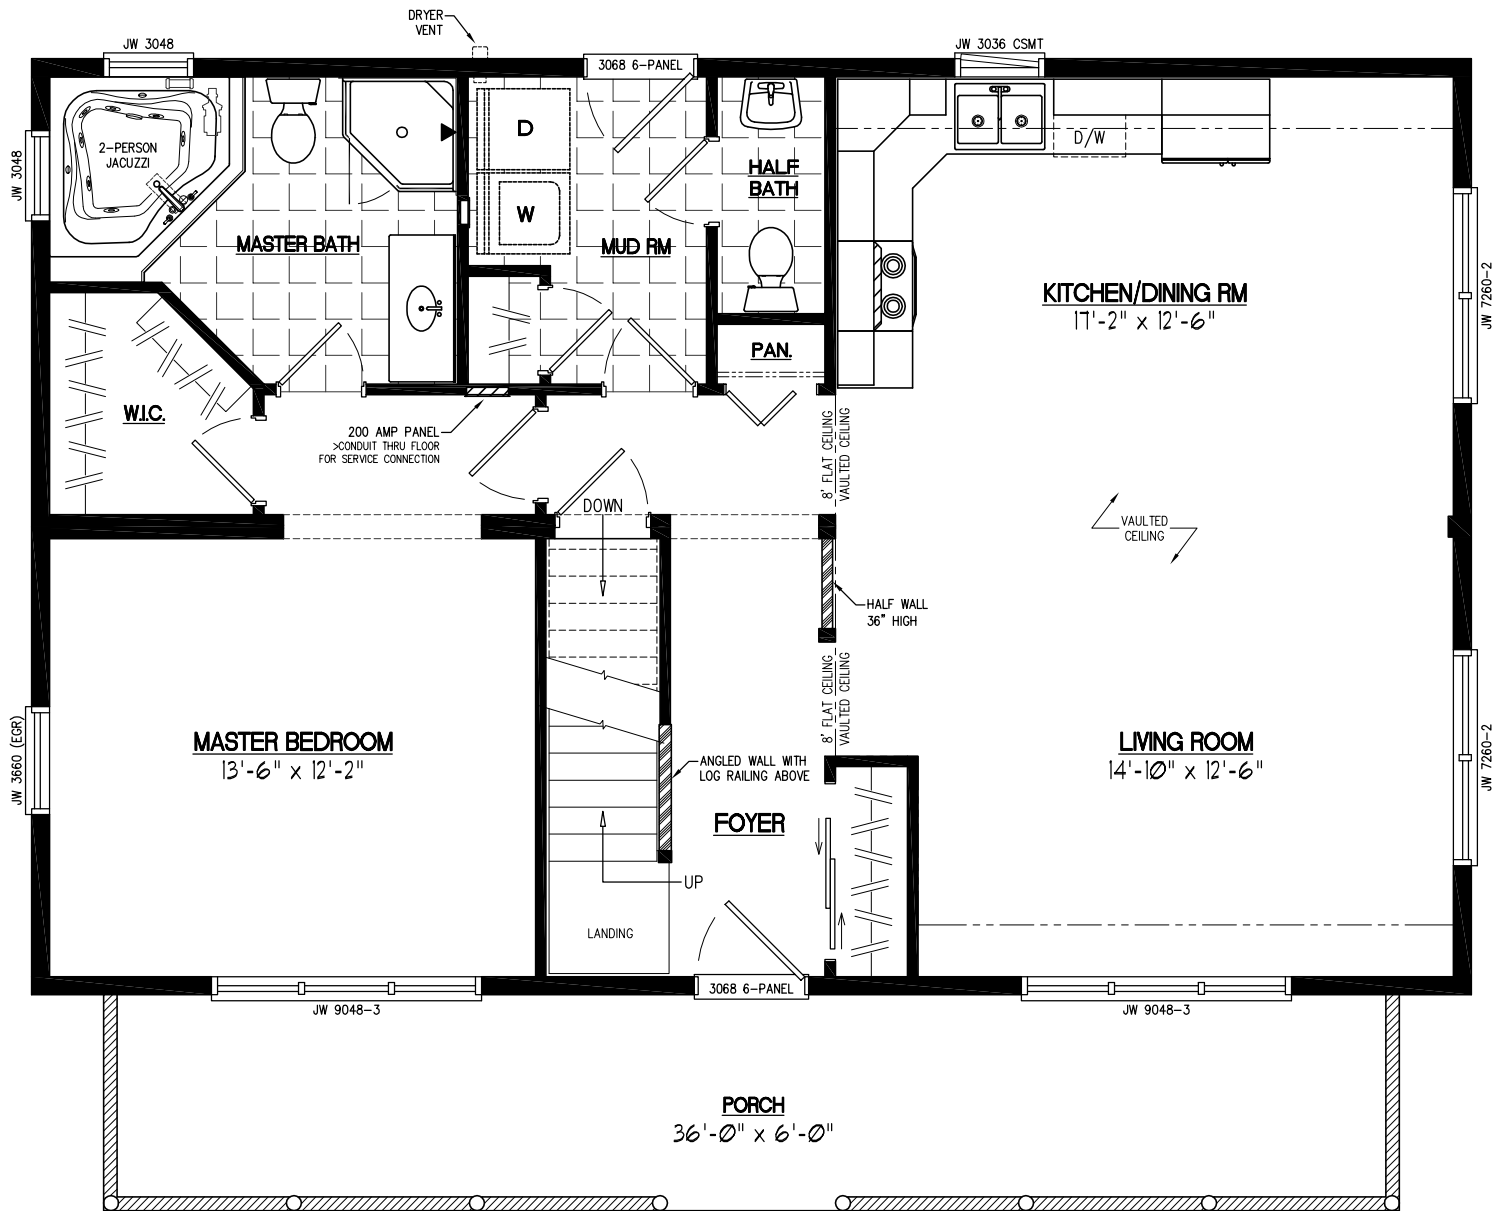 DRYER
VENT
JW 3048
3068 6-PANEL
JW 3036 CSMT
2-PERSON
JACUZZI
JW 3048
D
W
D/W
HALF
BATH
MASTER BATH
MUD RM
KITCHEN/DINING RM
17'-2" x 12'-6"
JW 7260-2
PAN.
W.I.C.
200 AMP PANEL
>CONDUIT THRU FLOOR
FOR SERVICE CONNECTION
8' FLAT CEILING
VAULTED CEILING
DOWN
VAULTED
CEILING
HALF WALL
36" HIGH
8' FLAT CEILING
VAULTED CEILING
JW 3660 (EGR)
MASTER BEDROOM
13'-6" x 12'-2"
ANGLED WALL WITH
LOG RAILING ABOVE
LIVING ROOM
14'-10" x 12'-6"
JW 7260-2
FOYER
UP
LANDING
3068 6-PANEL
JW 9048-3
JW 9048-3
PORCH
36'-0" x 6'-0"